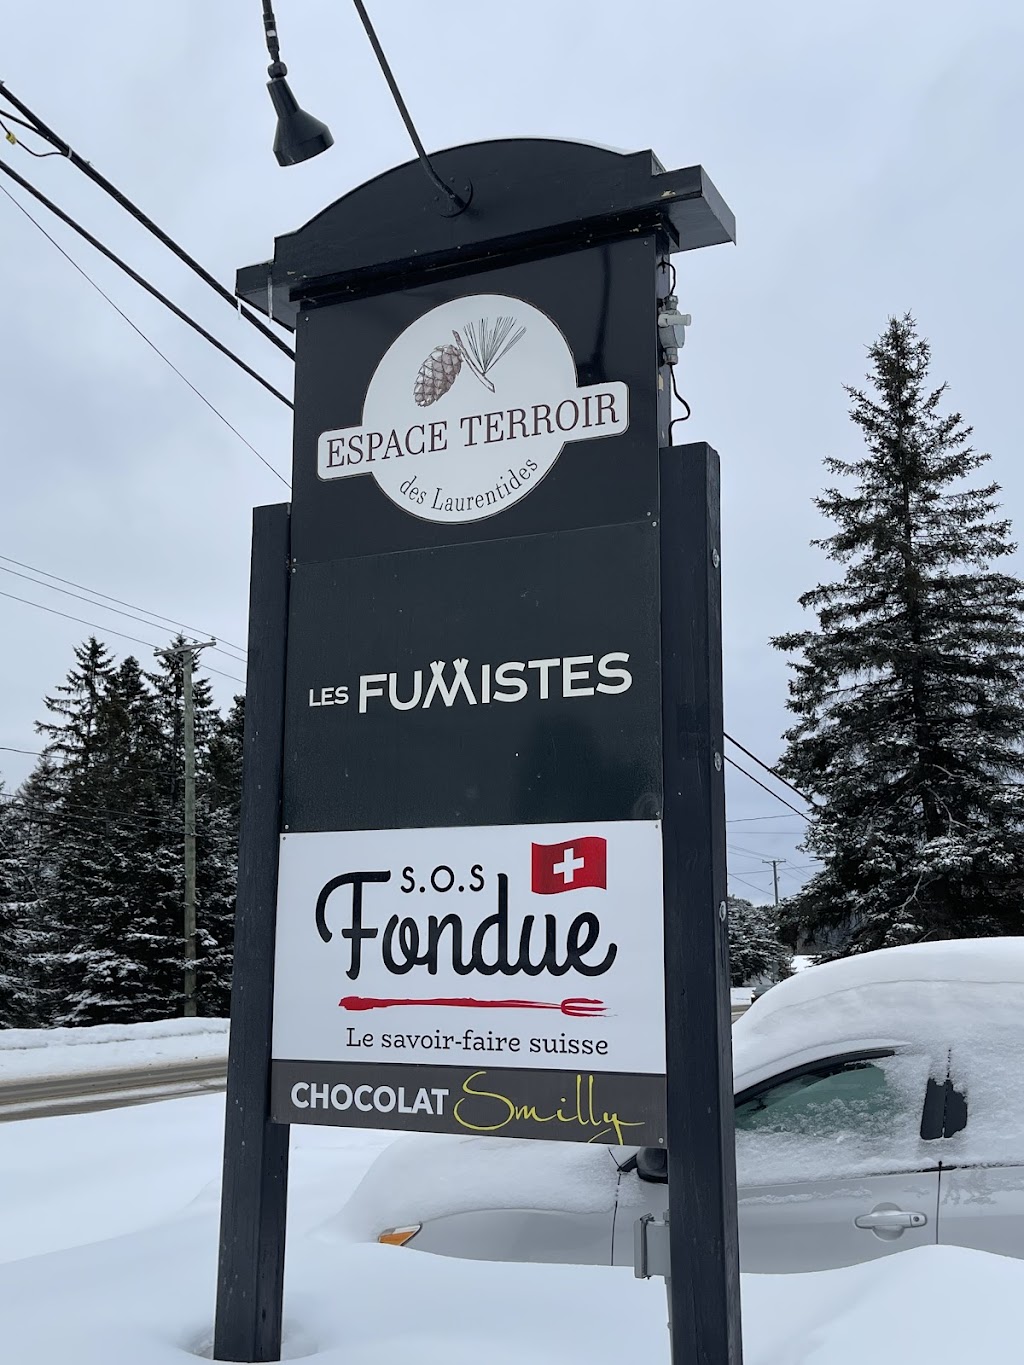 ESPACE TERROIR
des Laurentides
LES FUMISTES
S.O.S
Fondue
Le savoir-faire suisse
CHOCOLAT Smilly